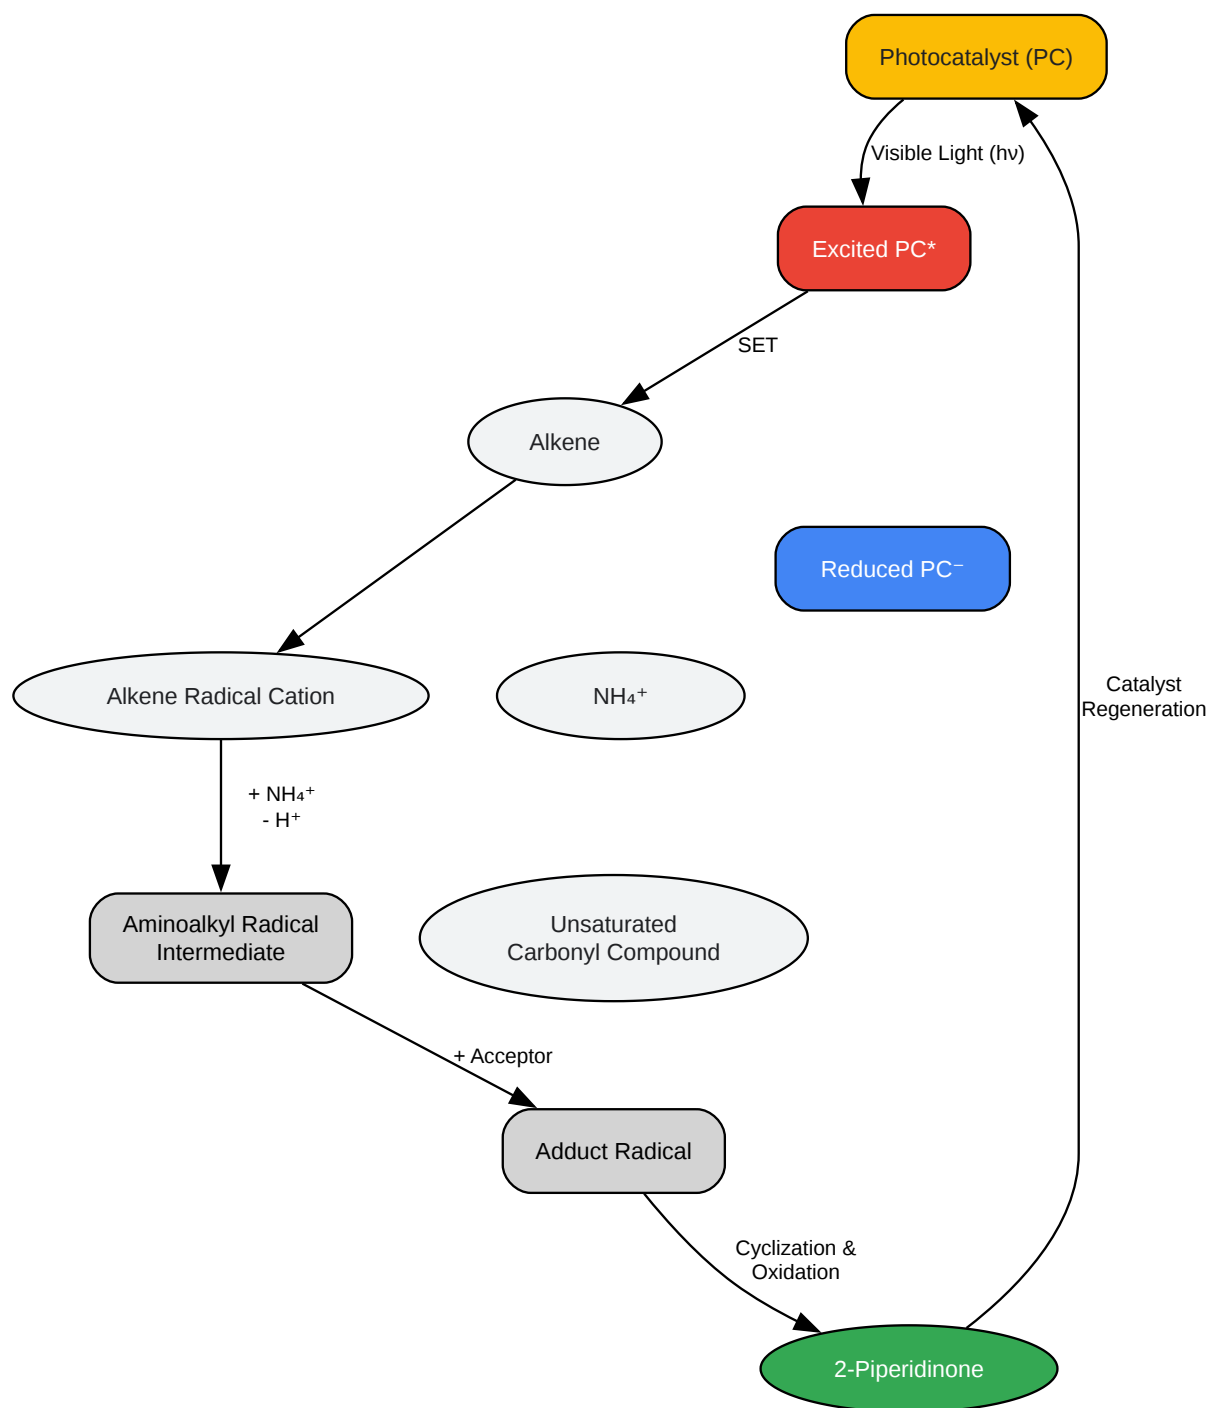 Photocatalyst (PC)
Visible Light (hν)
Excited PC*
SET
Alkene
Reduced PC⁻
Alkene Radical Cation
NH₄⁺
Catalyst
Regeneration
+ NH₄⁺
- H⁺
Aminoalkyl Radical
Intermediate
Unsaturated
Carbonyl Compound
+ Acceptor
Adduct Radical
Cyclization &
Oxidation
2-Piperidinone